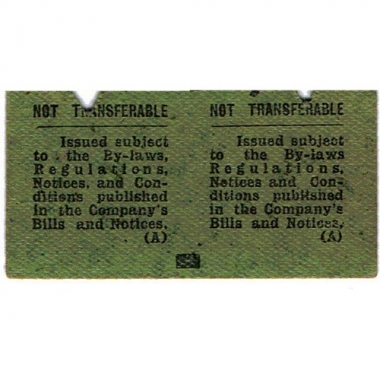 NOT TRANSFERABLE
Issued subject
to the By-laws,
Regulations,
Notices, and Con-
ditions published
in the Company's
Bills and Notices,
(A)
NOT TRANSFERABLE
Issued subject
to the By-laws
Regulations,
Notices and Con-
ditions published
in the Company's
Bills and Notices,
(A)